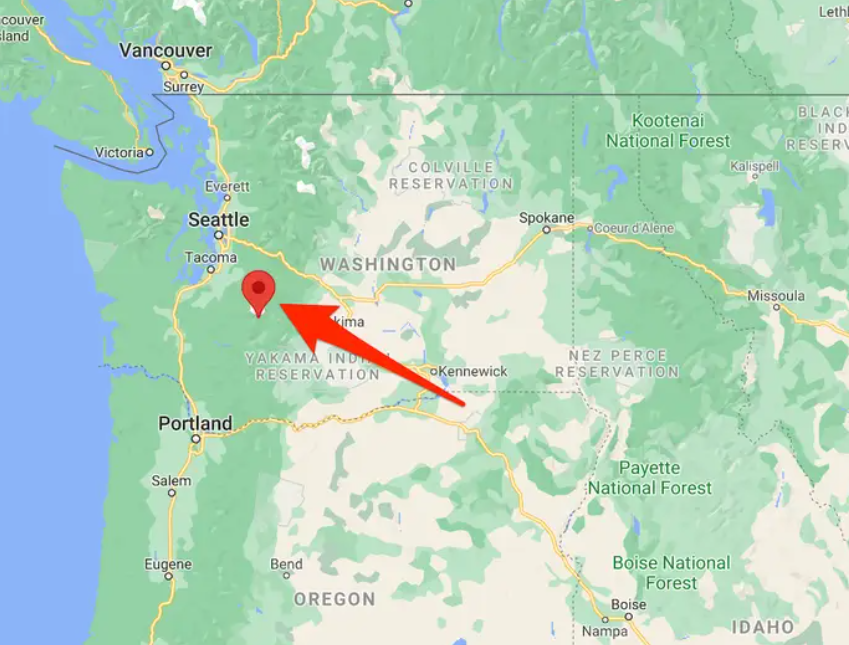 couver
sland
Vancouver
Surrey
Leth
Victoria
Everett
Seattle
Tacoma
COLVILLE
RESERVATION
Kootenai
National Forest
BLACK
IND
RESERV
Kalispell
Spokane
Coeur d'Alene
WASHINGTON
Missoula
kima
YAKAMA INDI
RESERVATION
Kennewick
NEZ PERCE
RESERVATION
Portland
Salem
Payette
National Forest
Eugene
Bend
OREGON
Boise National
Forest
Boise
Nampa
IDAHO